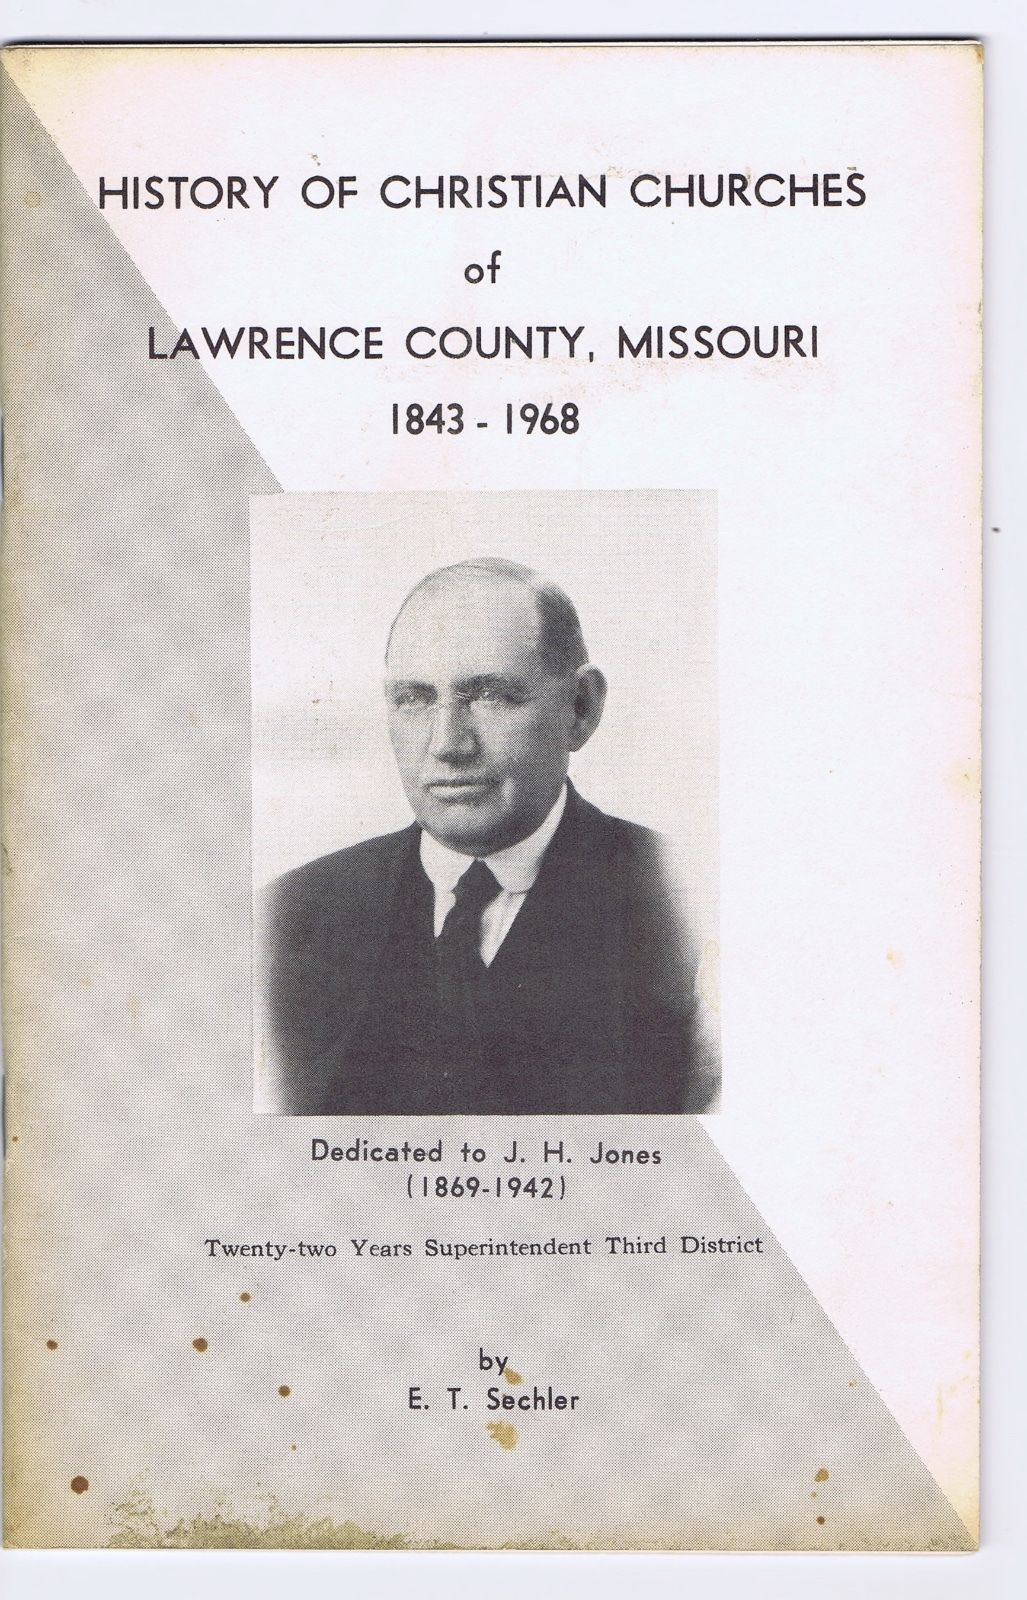 HISTORY OF CHRISTIAN CHURCHES
of
LAWRENCE COUNTY, MISSOURI
1843 - 1968
Dedicated to J. H. Jones
(1869-1942)
Twenty-two Years Superintendent Third District
by
E. T. Sechler